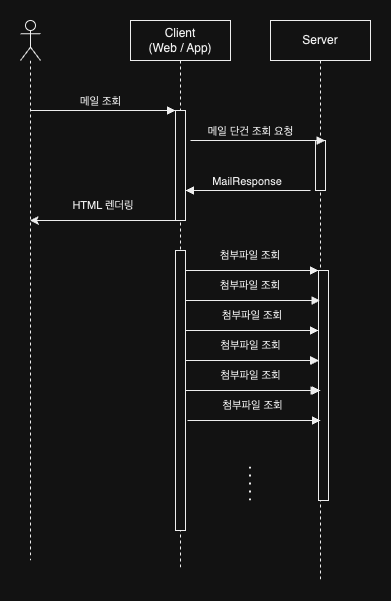 Client
(Web / App)
Server
메일 조회
메일 단건 조회 요청
MailResponse
HTML 렌더링
첨부파일 조회
첨부파일 조회
첨부파일 조회
첨부파일 조회
첨부파일 조회
첨부파일 조회